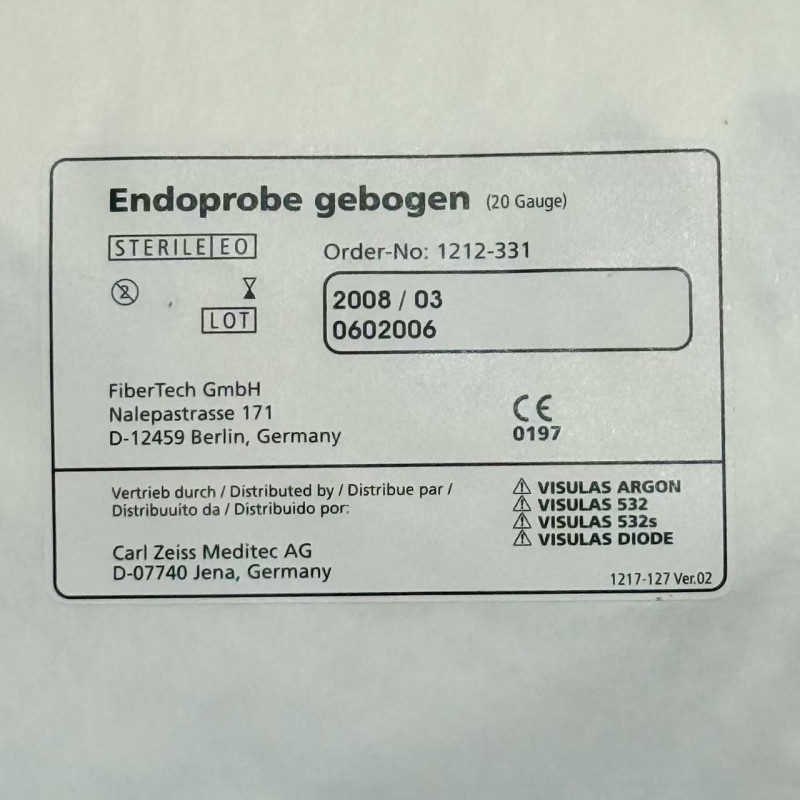 Endoprobe gebogen (20 Gauge)
STERILE EO
Order-No: 1212-331
2
2008 / 03
LOT
0602006
FiberTech GmbH
Nalepastrasse 171
D-12459 Berlin, Germany
CE
0197
Vertrieb durch / Distributed by / Distribue par /
Distribuuíto da / Distribuido por:
Carl Zeiss Meditec AG
D-07740 Jena, Germany
VISULAS ARGON
VISULAS 532
VISULAS 532s
VISULAS DIODE
1217-127 Ver.02